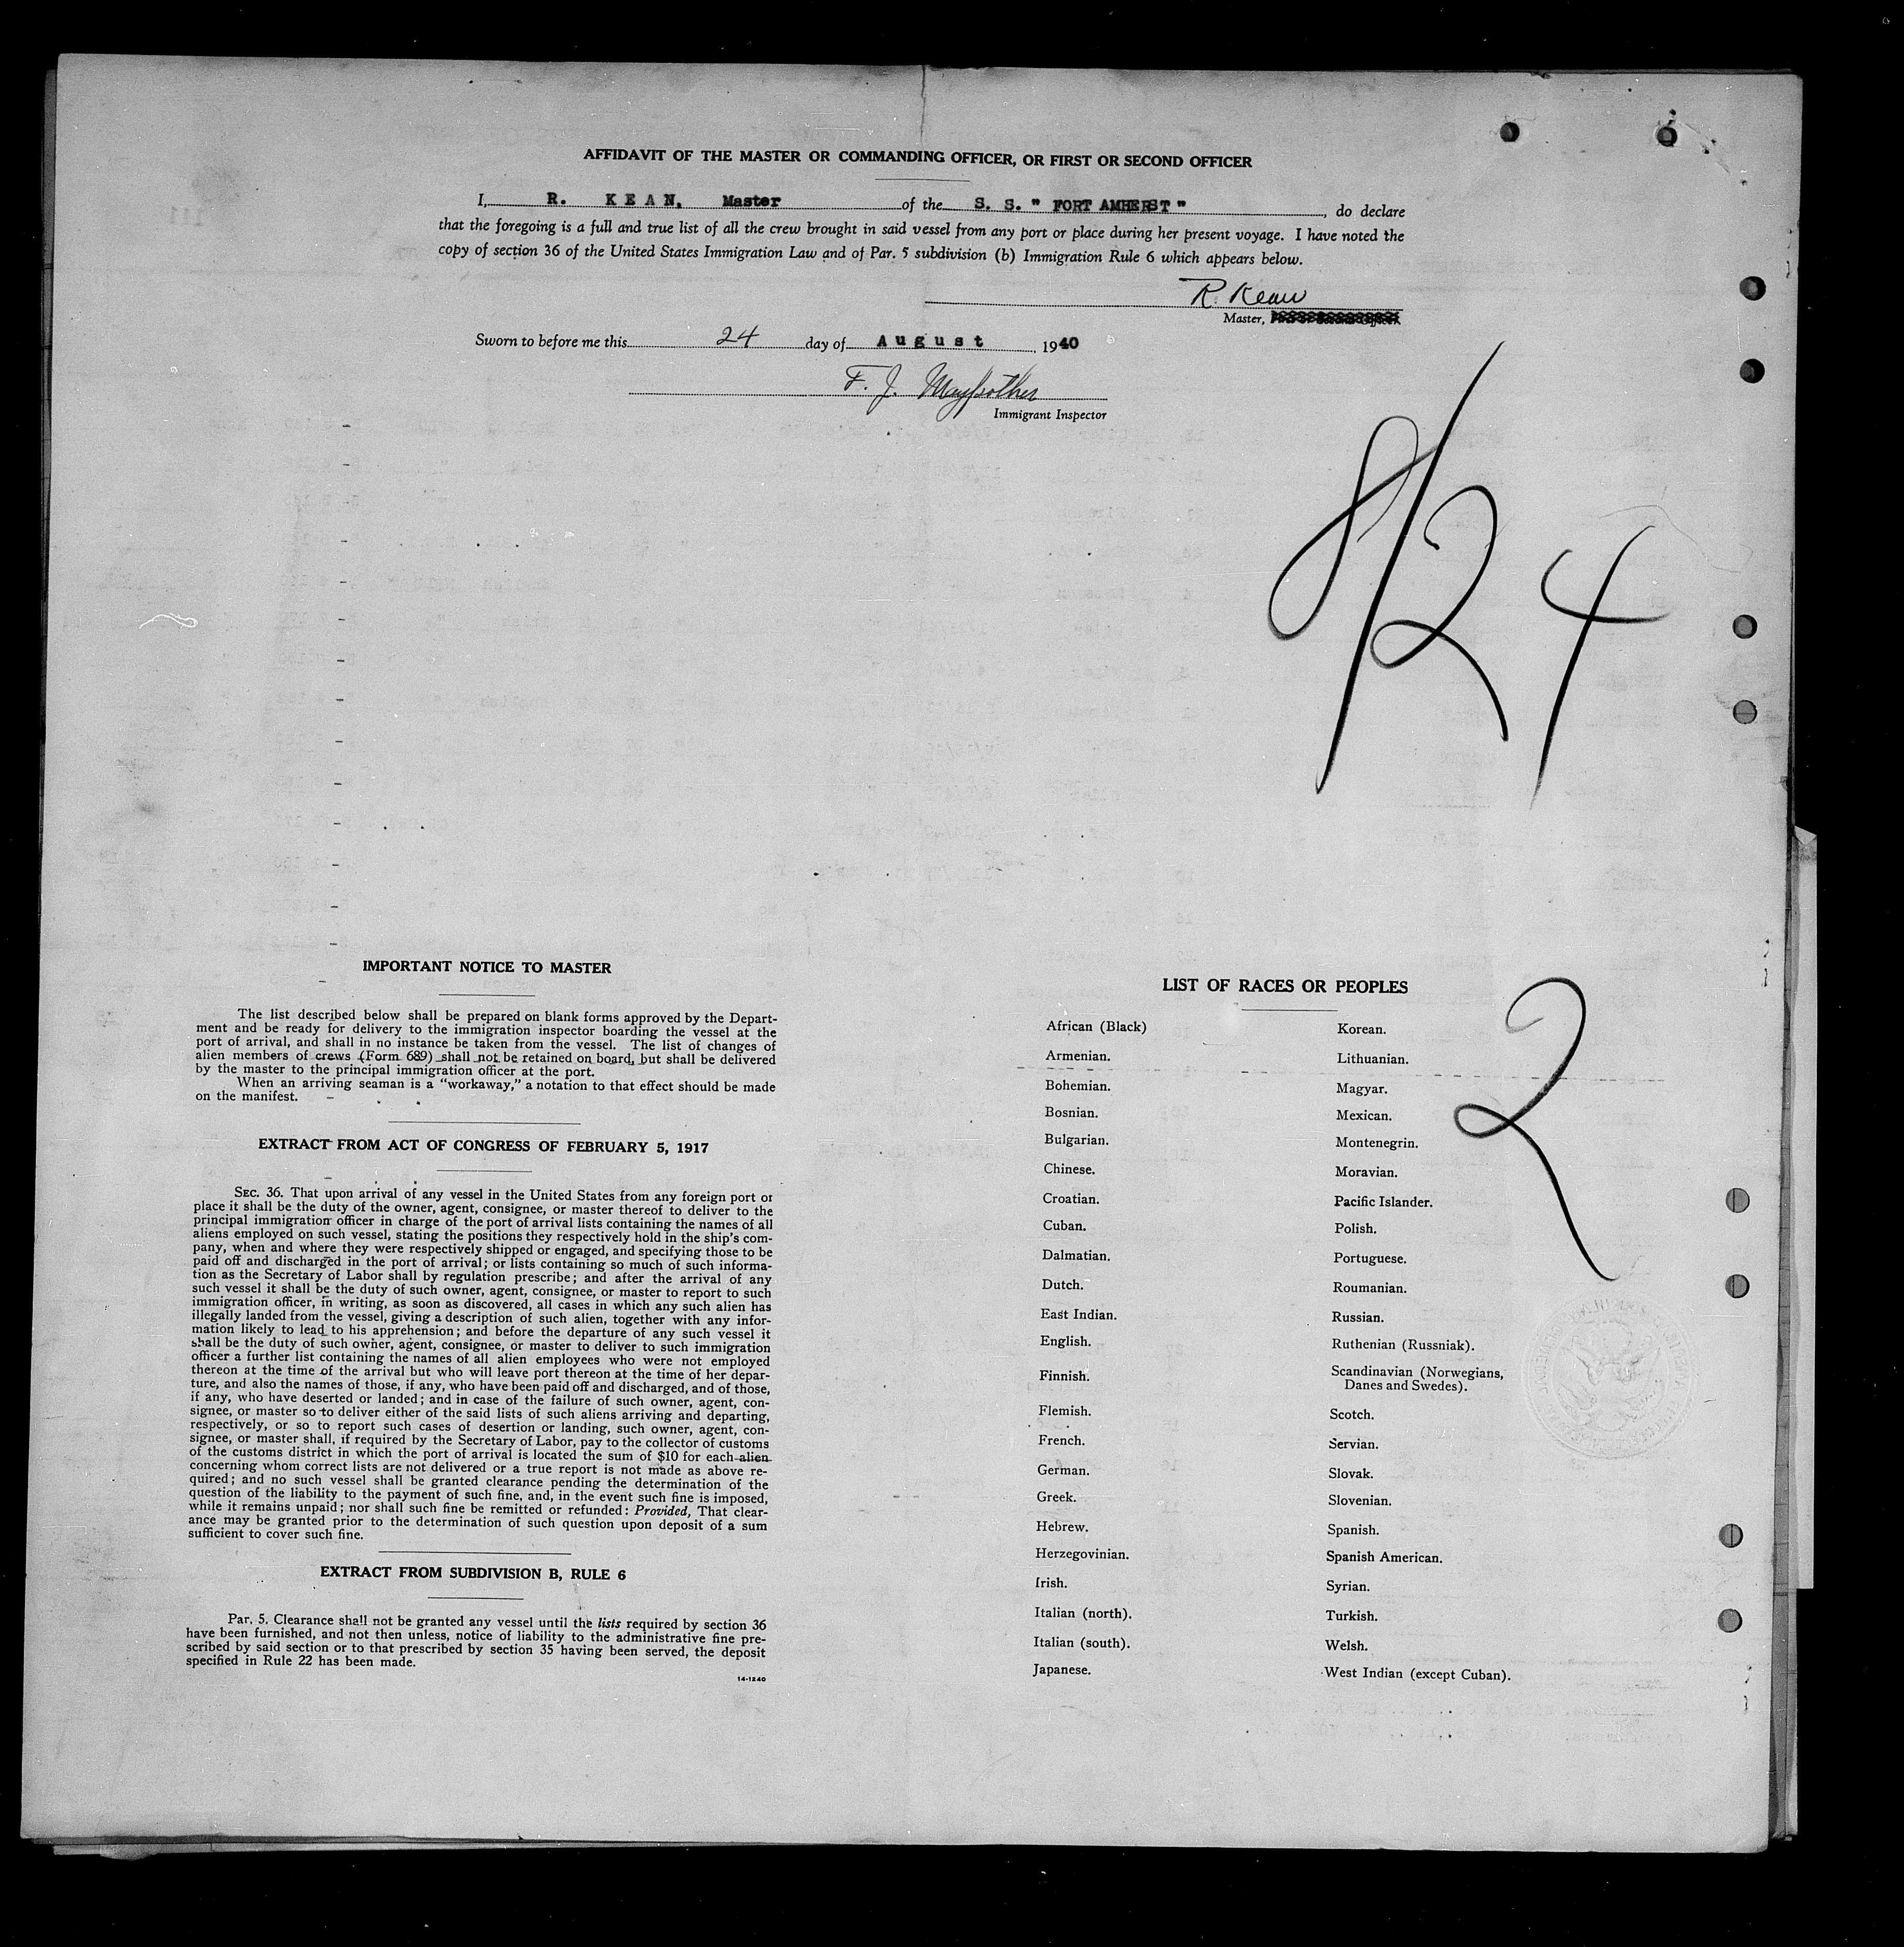 AFFIDAVIT OF THE MASTER OR COMMANDING OFFICER, OR FIRST OR SECOND OFFICER
I, R. KEAN, Master of the S. S. " FORT AMHERST ", do declare
that the foregoing is a full and true list of all the crew brought in said vessel from any port or place during her present voyage. I have noted the
copy of section 36 of the United States Immigration Law and of Par. 5 subdivision (b) Immigration Rule 6 which appears below.
R. Kean
Master,
Sworn to before me this 24 day of August, 1940
F. J.
Immigrant Inspector
8/24
IMPORTANT NOTICE TO MASTER
The list described below shall be prepared on blank forms approved by the Depart-
ment and be ready for delivery to the immigration inspector boarding the vessel at the
port of arrival, and shall in no instance be taken from the vessel. The list of changes of
alien members of crews (Form 689) shall not be retained on board, but shall be delivered
by the master to the principal immigration officer at the port.
When an arriving seaman is a "workaway," a notation to that effect should be made
on the manifest.
EXTRACT FROM ACT OF CONGRESS OF FEBRUARY 5, 1917
SEC. 36. That upon arrival of any vessel in the United States from any foreign port or
place it shall be the duty of the owner, agent, consignee, or master thereof to deliver to the
principal immigration officer in charge of the port of arrival lists containing the names of all
aliens employed on such vessel, stating the positions they respectively hold in the ship's com-
pany, when and where they were respectively shipped or engaged, and specifying those to be
paid off and discharged in the port of arrival; or lists containing so much of such informa-
tion as the Secretary of Labor shall by regulation prescribe; and after the arrival of any
such vessel it shall be the duty of such owner, agent, consignee, or master to report to such
immigration officer, in writing, as soon as discovered, all cases in which any such alien has
illegally landed from the vessel, giving a description of such alien, together with any infor-
mation likely to lead to his apprehension; and before the departure of any such vessel it
shall be the duty of such owner, agent, consignee, or master to deliver to such immigration
officer a further list containing the names of all alien employees who were not employed
thereon at the time of the arrival but who will leave port thereon at the time of her depar-
ture, and also the names of those, if any, who have been paid off and discharged, and of those,
if any, who have deserted or landed; and in case of the failure of such owner, agent, con-
signee, or master so to deliver either of the said lists of such aliens arriving and departing,
respectively, or so to report such cases of desertion or landing, such owner, agent, con-
signee, or master shall, if required by the Secretary of Labor, pay to the collector of customs
of the customs district in which the port of arrival is located the sum of $10 for each alien
concerning whom correct lists are not delivered or a true report is not made as above re-
quired; and no such vessel shall be granted clearance pending the determination of the
question of the liability to the payment of such fine, and, in the event such fine is imposed,
while it remains unpaid; nor shall such fine be remitted or refunded: Provided, That clear-
ance may be granted prior to the determination of such question upon deposit of a sum
sufficient to cover such fine.
EXTRACT FROM SUBDIVISION B, RULE 6
Par. 5. Clearance shall not be granted any vessel until the lists required by section 36
have been furnished, and not then unless, notice of liability to the administrative fine pre-
scribed by said section or to that prescribed by section 35 having been served, the deposit
specified in Rule 22 has been made.
14-1240
LIST OF RACES OR PEOPLES
African (Black)
Armenian.
Bohemian.
Bosnian.
Bulgarian.
Chinese.
Croatian.
Cuban.
Dalmatian.
Dutch.
East Indian.
English.
Finnish.
Flemish.
French.
German.
Greek.
Hebrew.
Herzegovinian.
Irish.
Italian (north).
Italian (south).
Japanese.
Korean.
Lithuanian.
Magyar.
Mexican.
Montenegrin.
Moravian.
Pacific Islander.
Polish.
Portuguese.
Roumanian.
Russian.
Ruthenian (Russniak).
Scandinavian (Norwegians,
Danes and Swedes).
Scotch.
Servian.
Slovak.
Slovenian.
Spanish.
Spanish American.
Syrian.
Turkish.
Welsh.
West Indian (except Cuban).
2